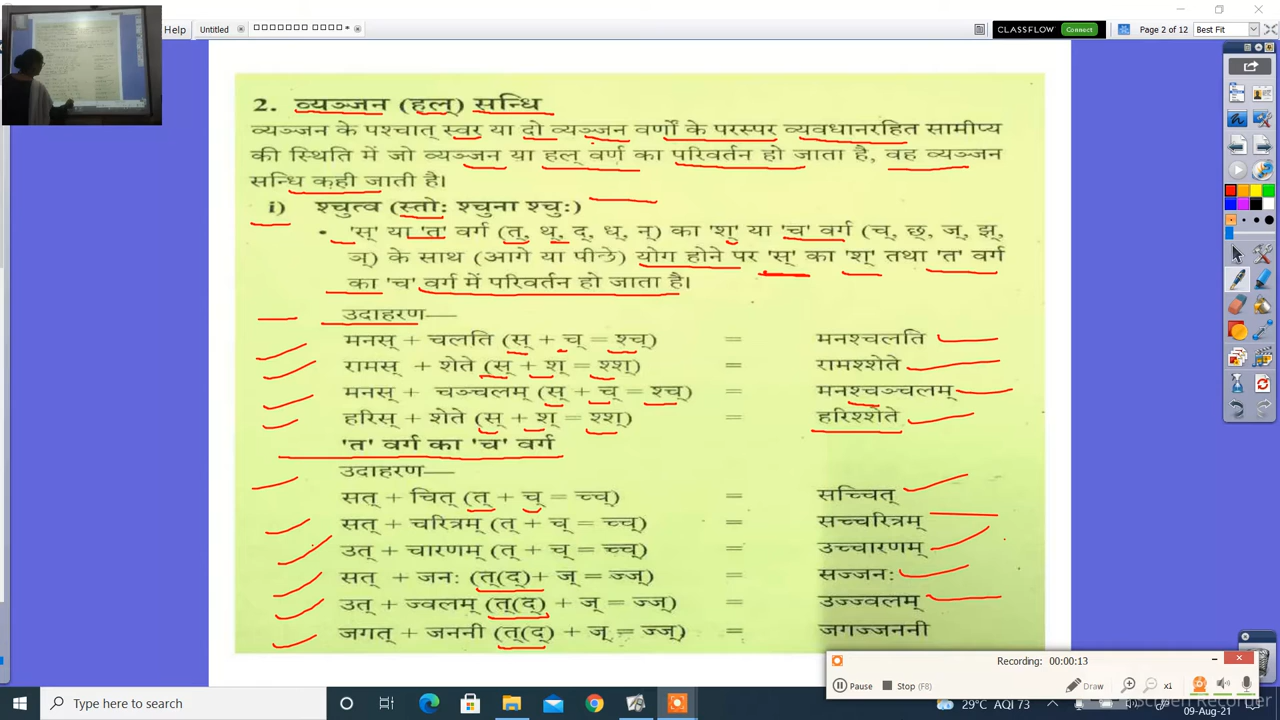 Help
Untitled
CLASSFLOW
Connect
Page 2 of 12
Best Fit
2. व्यञ्जन (हल्) सन्धि
व्यञ्जन के पश्चात् स्वर या दो व्यञ्जन वर्णों के परस्पर व्यवधानरहित सामीप्य
की स्थिति में जो व्यञ्जन या हल् वर्ण का परिवर्तन हो जाता है, वह व्यञ्जन
सन्धि कही जाती है।
i) श्चुत्व (स्तोः श्चुना श्चुः)
• 'स्' या 'त' वर्ग (त्, थ्, द्, ध्, न्) का 'श्' या 'च' वर्ग (च्, छ्, ज्, झ्,
ञ्) के साथ (आगे या पीछे) योग होने पर 'स्' का 'श्' तथा 'त' वर्ग
का 'च' वर्ग में परिवर्तन हो जाता है।
उदाहरण—
मनस् + चलति (स् + च् = श्च) = मनश्चलति
रामस् + शेते (स् + श् = श्श्) = रामश्शेते
मनस् + चञ्चलम् (स् + च् = श्च्) = मनश्चञ्चलम्
हरिस् + शेते (स् + श् = श्श्) = हरिश्शेते
'त' वर्ग का 'च' वर्ग
उदाहरण—
सत् + चित् (त् + च् = च्च्) = सच्चित्
सत् + चरित्रम् (त् + च् = च्च्) = सच्चरित्रम्
उत् + चारणम् (त् + च् = च्च्) = उच्चारणम्
सत् + जनः (त्(द्)+ ज् = ज्ज्) = सज्जनः
उत् + ज्वलम् (त्(द्) + ज् = ज्ज्) = उज्ज्वलम्
जगत् + जननी (त्(द्) + ज् = ज्ज्) = जगज्जननी
Recording: 00:00:13
Pause
Stop (F8)
Draw
x1
Type here to search
29°C AQI 73
09-Aug-21